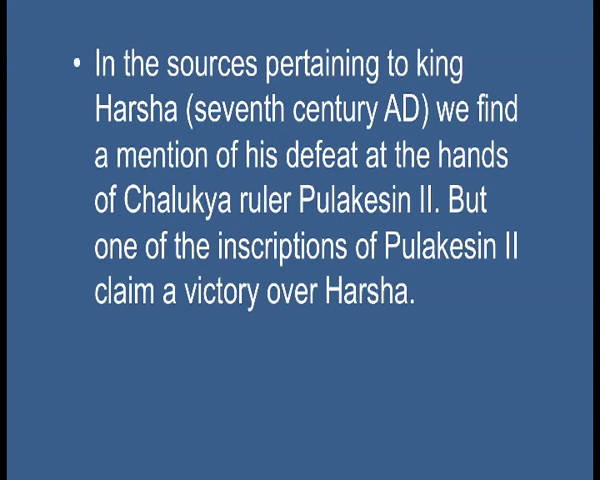 • In the sources pertaining to king
Harsha (seventh century AD) we find
a mention of his defeat at the hands
of Chalukya ruler Pulakesin II. But
one of the inscriptions of Pulakesin II
claim a victory over Harsha.